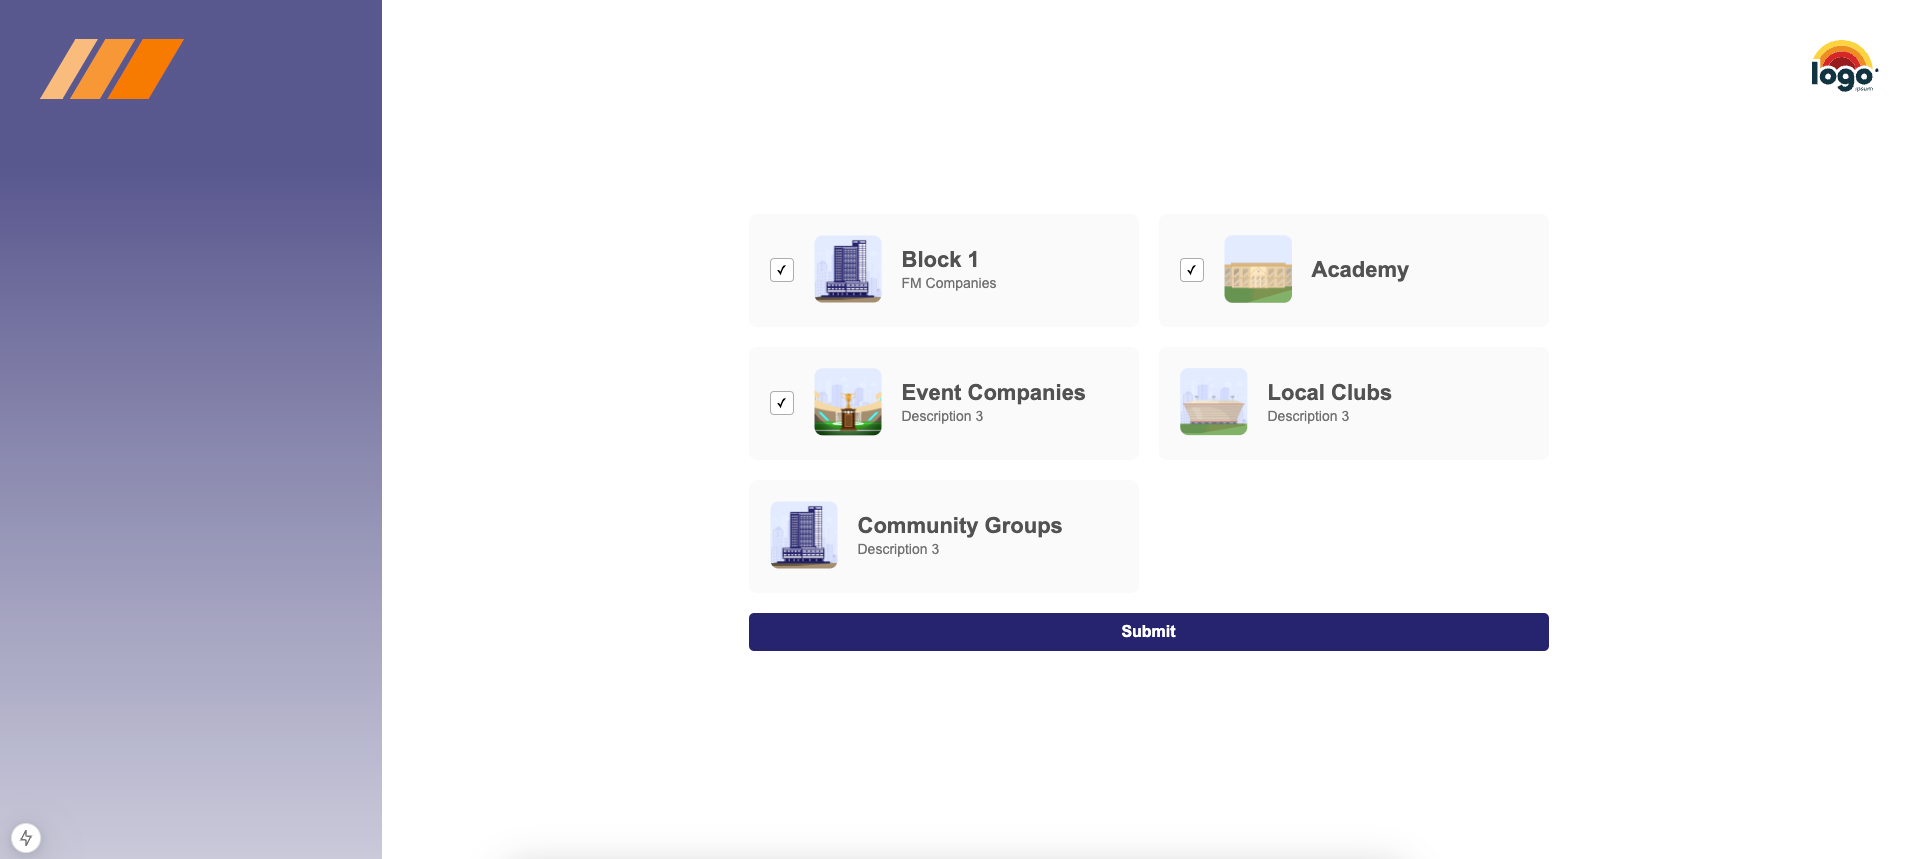 logo
ipsum
Block 1
FM Companies
Academy
Event Companies
Description 3
Local Clubs
Description 3
Community Groups
Description 3
Submit